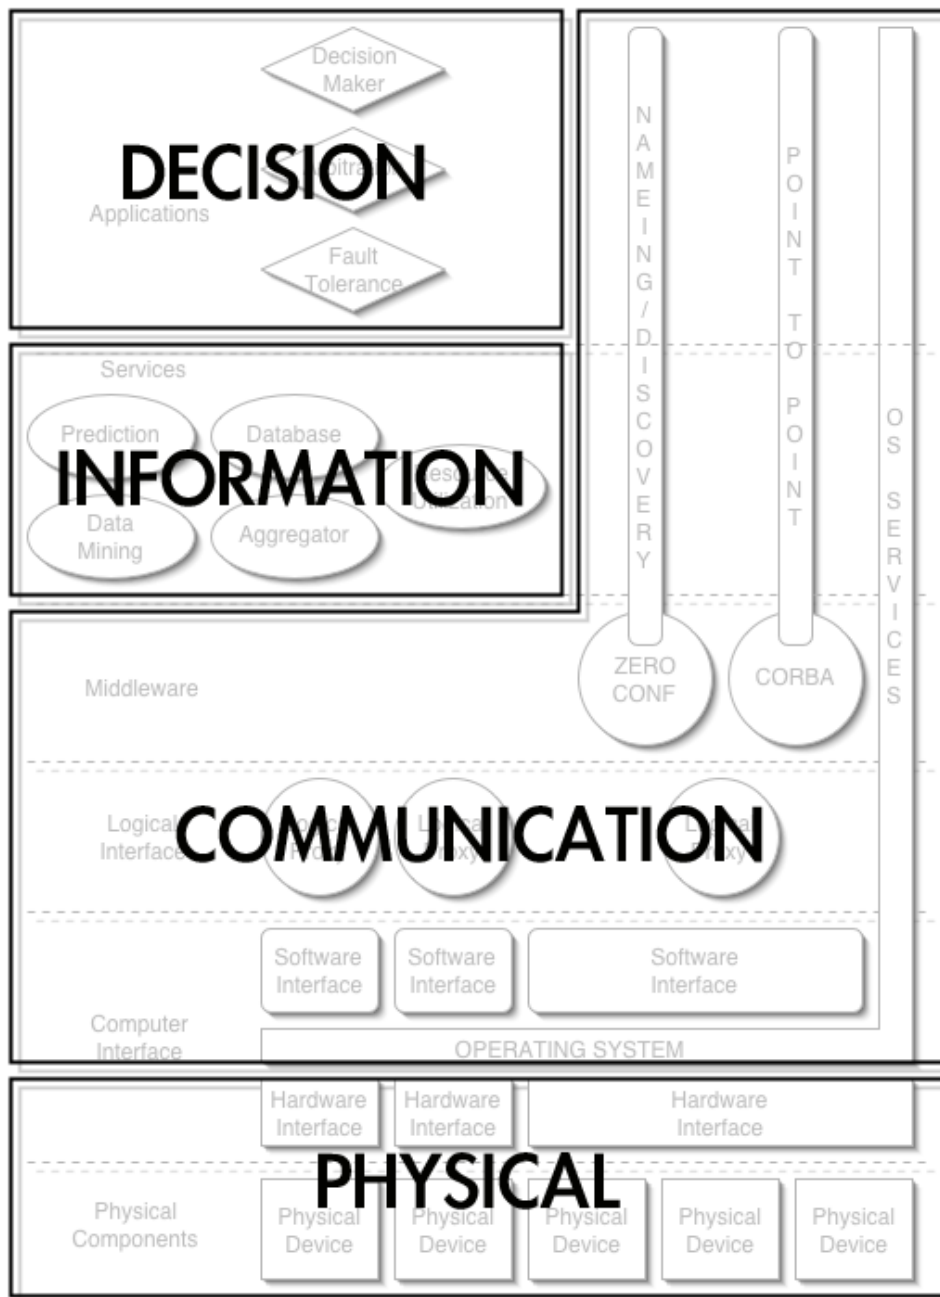 Decision
Maker
DECISION
Applications
Fault
Tolerance
NAMEING/DISCOVERY
POINT TO POINT
OS SERVICES
Services
Prediction
Database
INFORMATION
Data
Mining
Aggregator
Middleware
ZERO
CONF
CORBA
Logical
Interface
COMMUNICATION
Software
Interface
Software
Interface
Software
Interface
Computer
Interface
OPERATING SYSTEM
Hardware
Interface
Hardware
Interface
Hardware
Interface
PHYSICAL
Physical
Components
Physical
Device
Physical
Device
Physical
Device
Physical
Device
Physical
Device